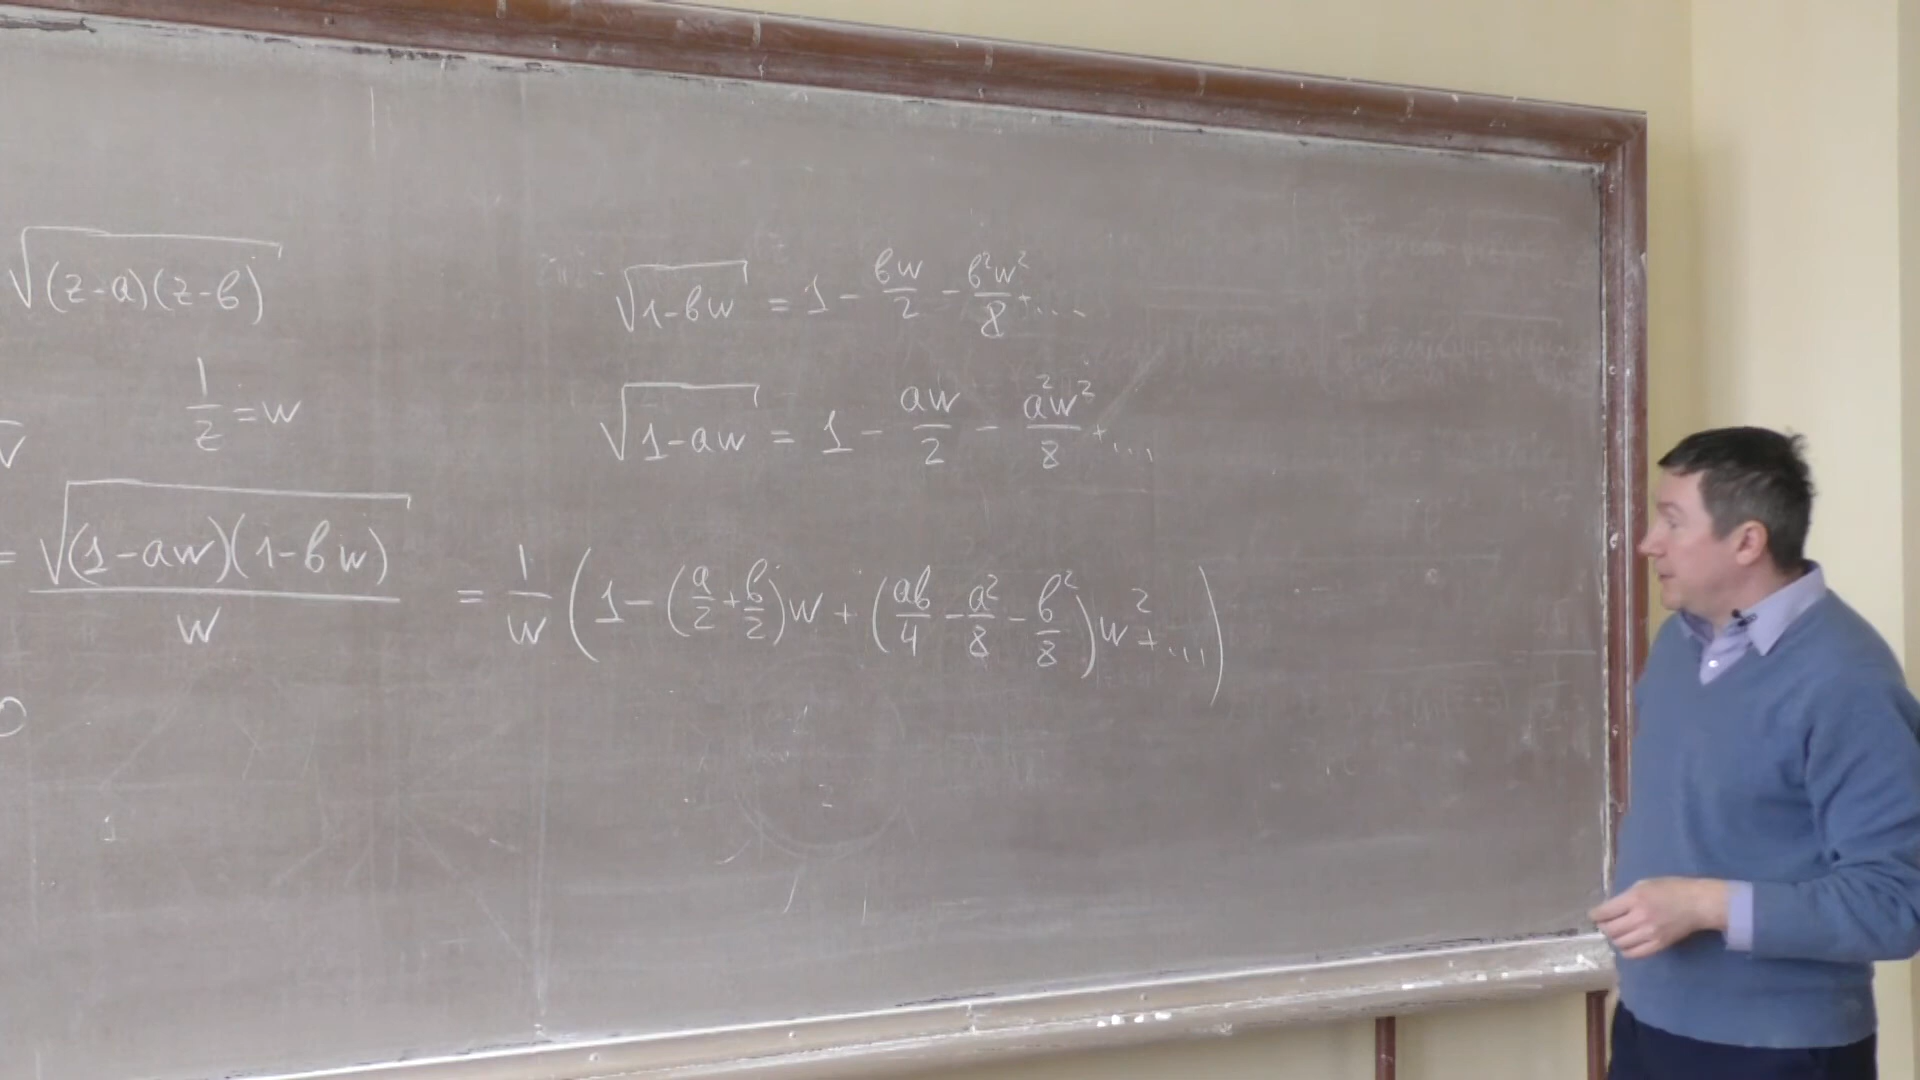 √(z-a)(z-b)
1/z = w
= √(1-aw)(1-bw) / w
√1-bw = 1 - bw/2 - b²w²/8 + ...
√1-aw = 1 - aw/2 - a²w²/8 + ...
= 1/w (1 - (a/2 + b/2)w + (ab/4 - a²/8 - b²/8)w² + ...)